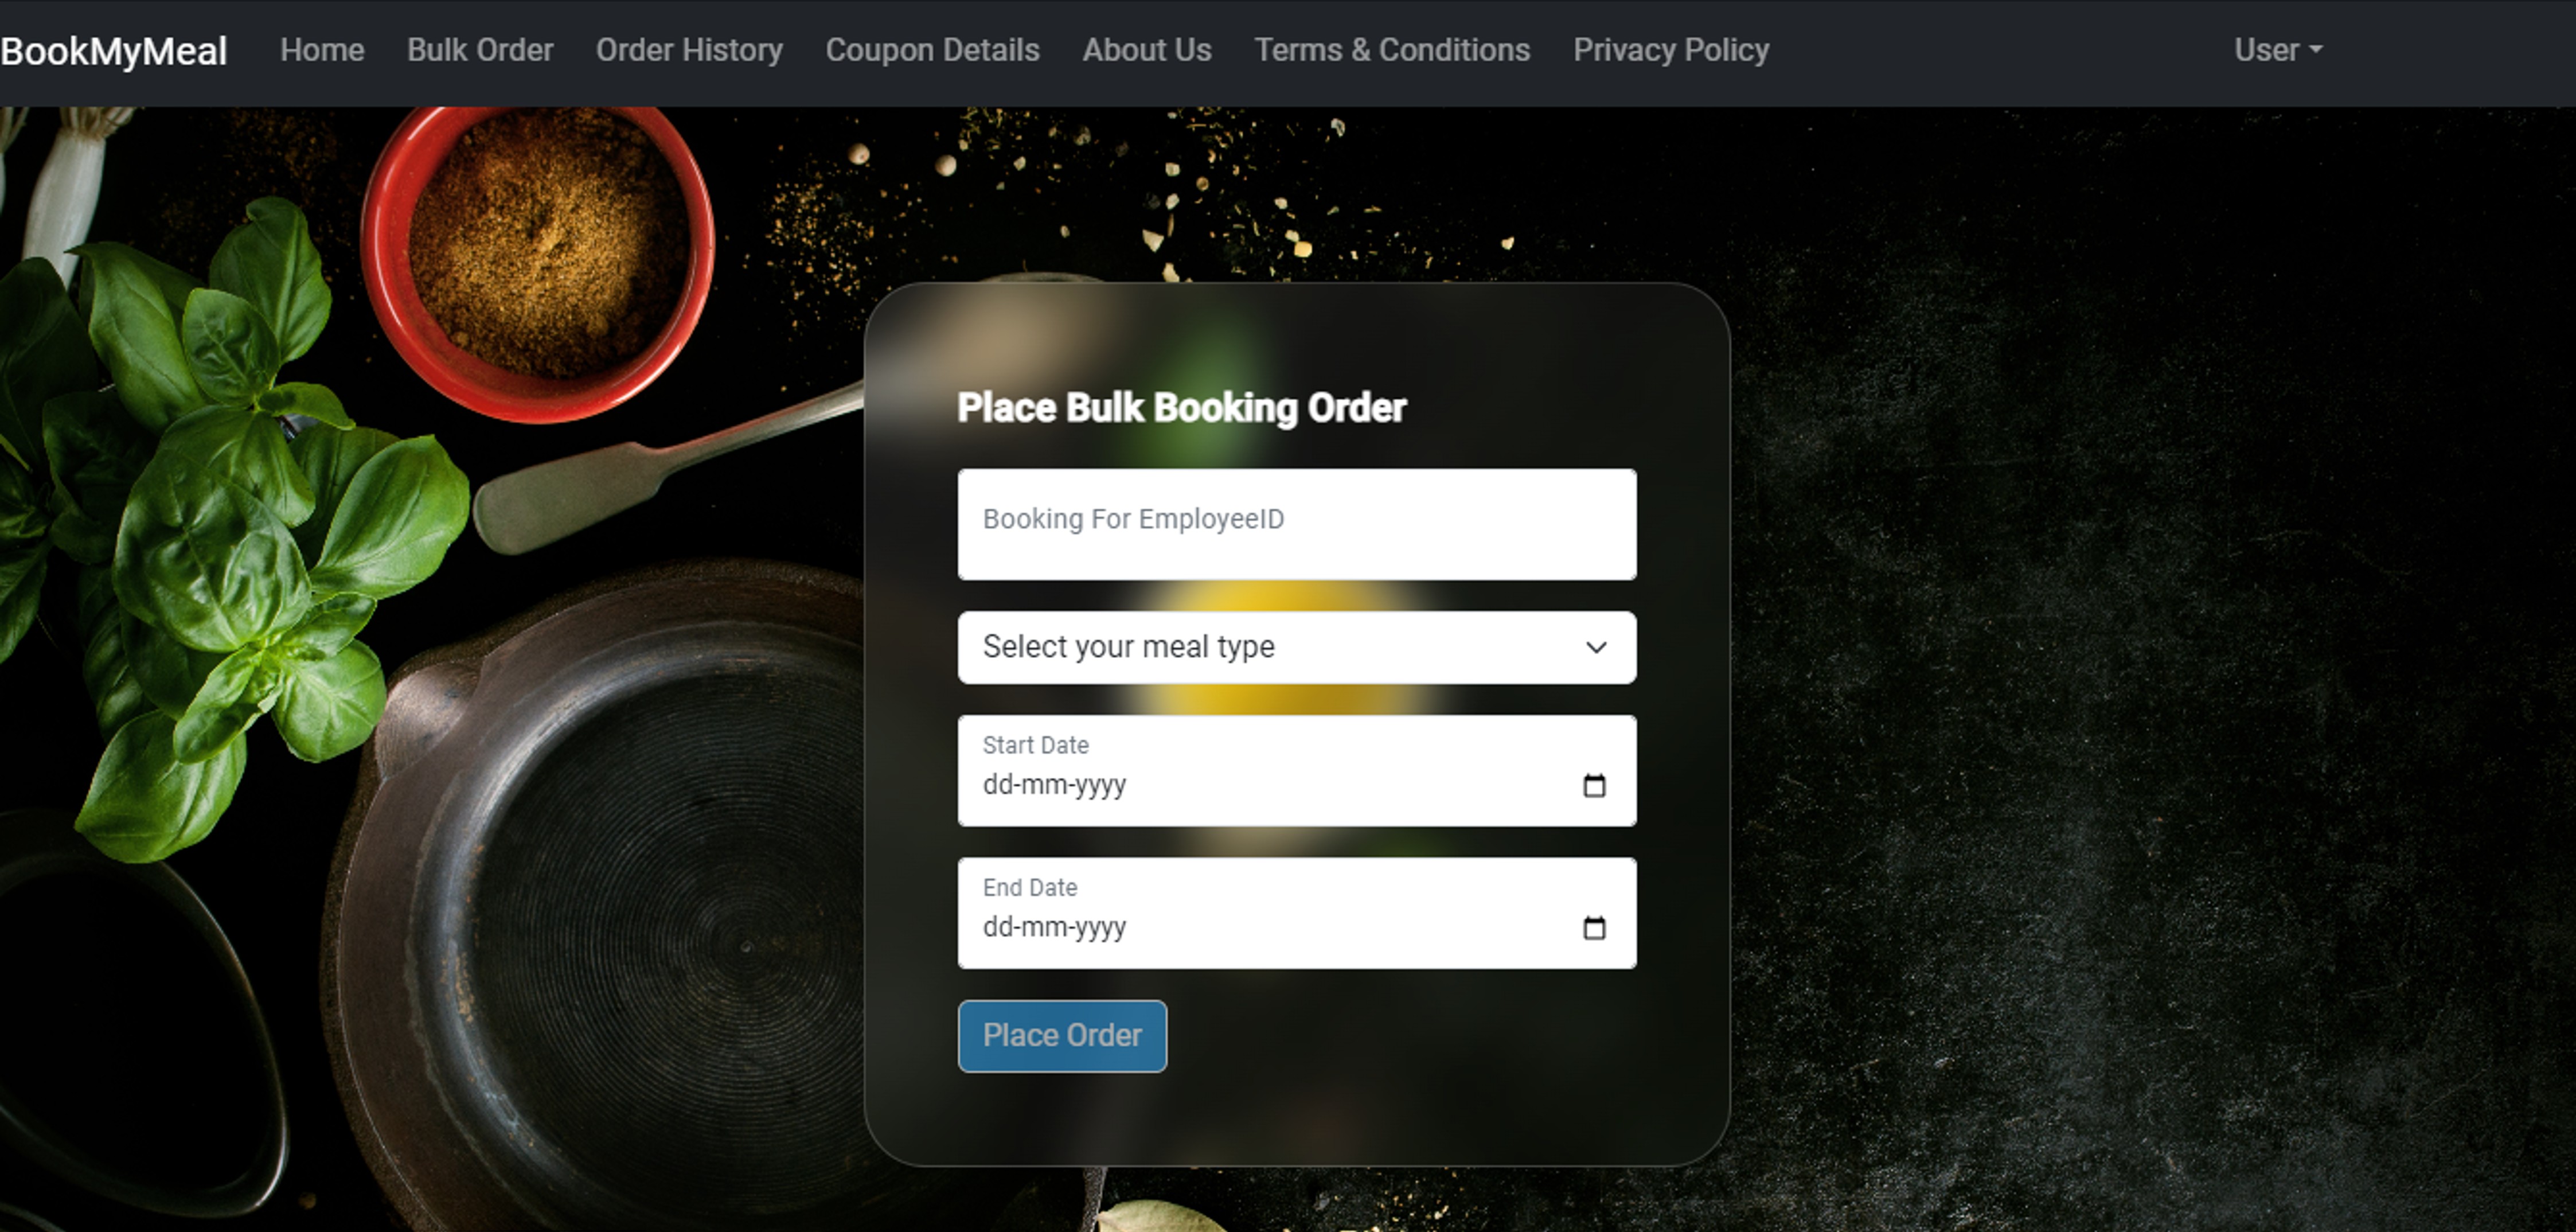 BookMyMeal Home Bulk Order Order History Coupon Details About Us Terms & Conditions Privacy Policy User
Place Bulk Booking Order
Booking For EmployeeID
Select your meal type
Start Date
dd-mm-yyyy
End Date
dd-mm-yyyy
Place Order